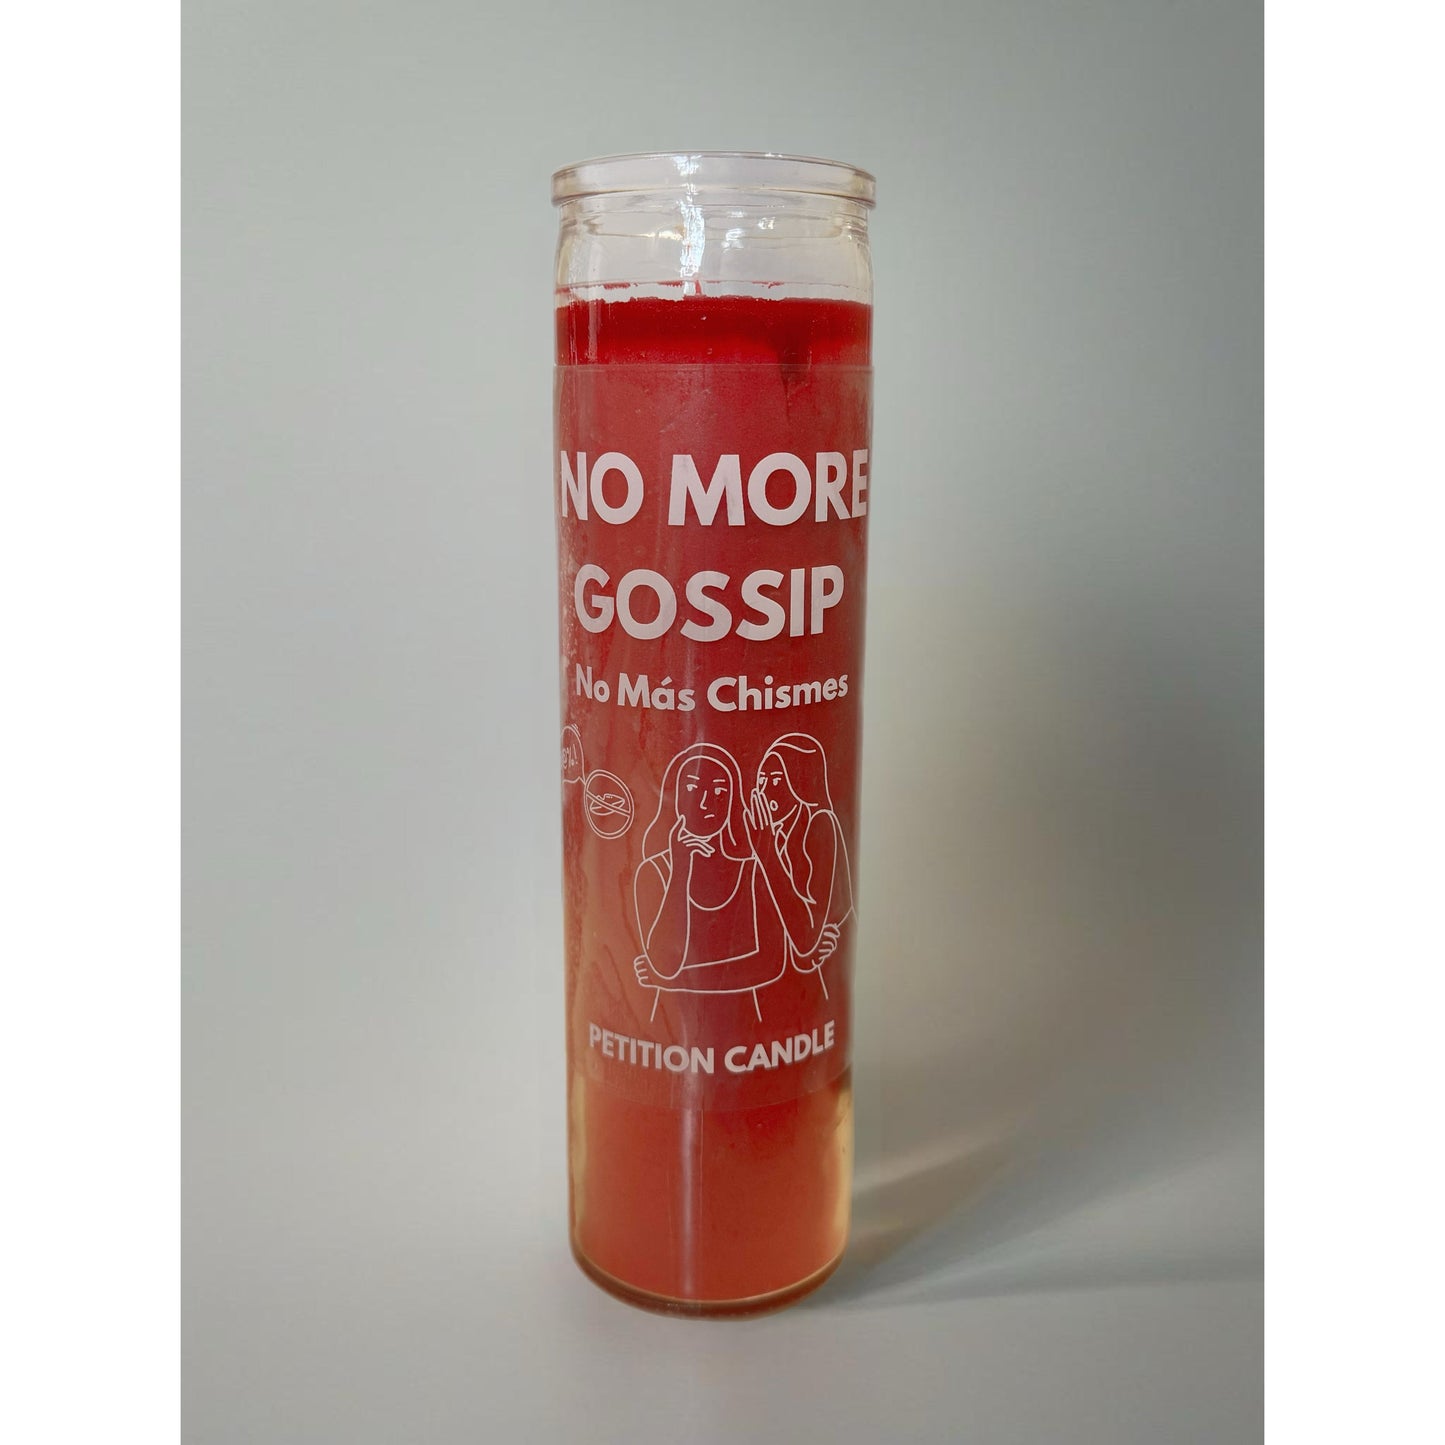 NO MORE
GOSSIP
No Más Chismes
PETITION CANDLE